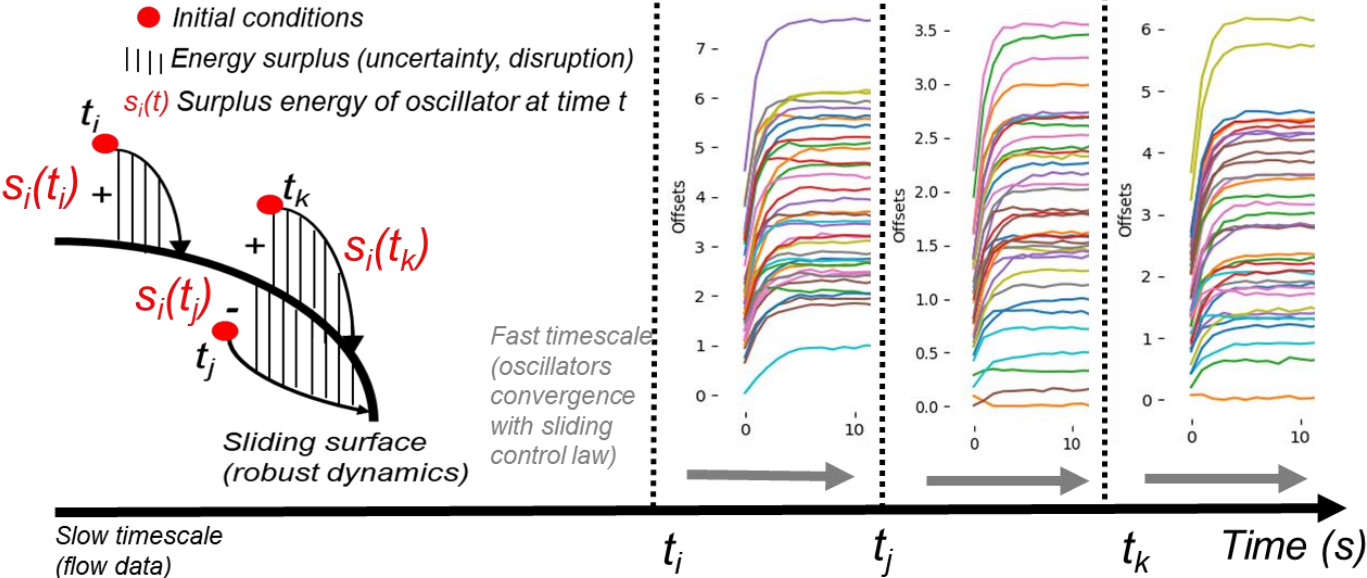 Initial conditions
Energy surplus (uncertainty, disruption)
si(t) Surplus energy of oscillator at time t
ti
si(ti) +
tk
+
si(tk)
si(tj) -
tj
Sliding surface
(robust dynamics)
Fast timescale
(oscillators
convergence
with sliding
control law)
Offsets
7
6
5
4
3
2
1
0
0 10
Offsets
3.5
3.0
2.5
2.0
1.5
1.0
0.5
0.0
0 10
Offsets
6
5
4
3
2
1
0
0 10
Slow timescale
(flow data)
ti tj tk Time (s)